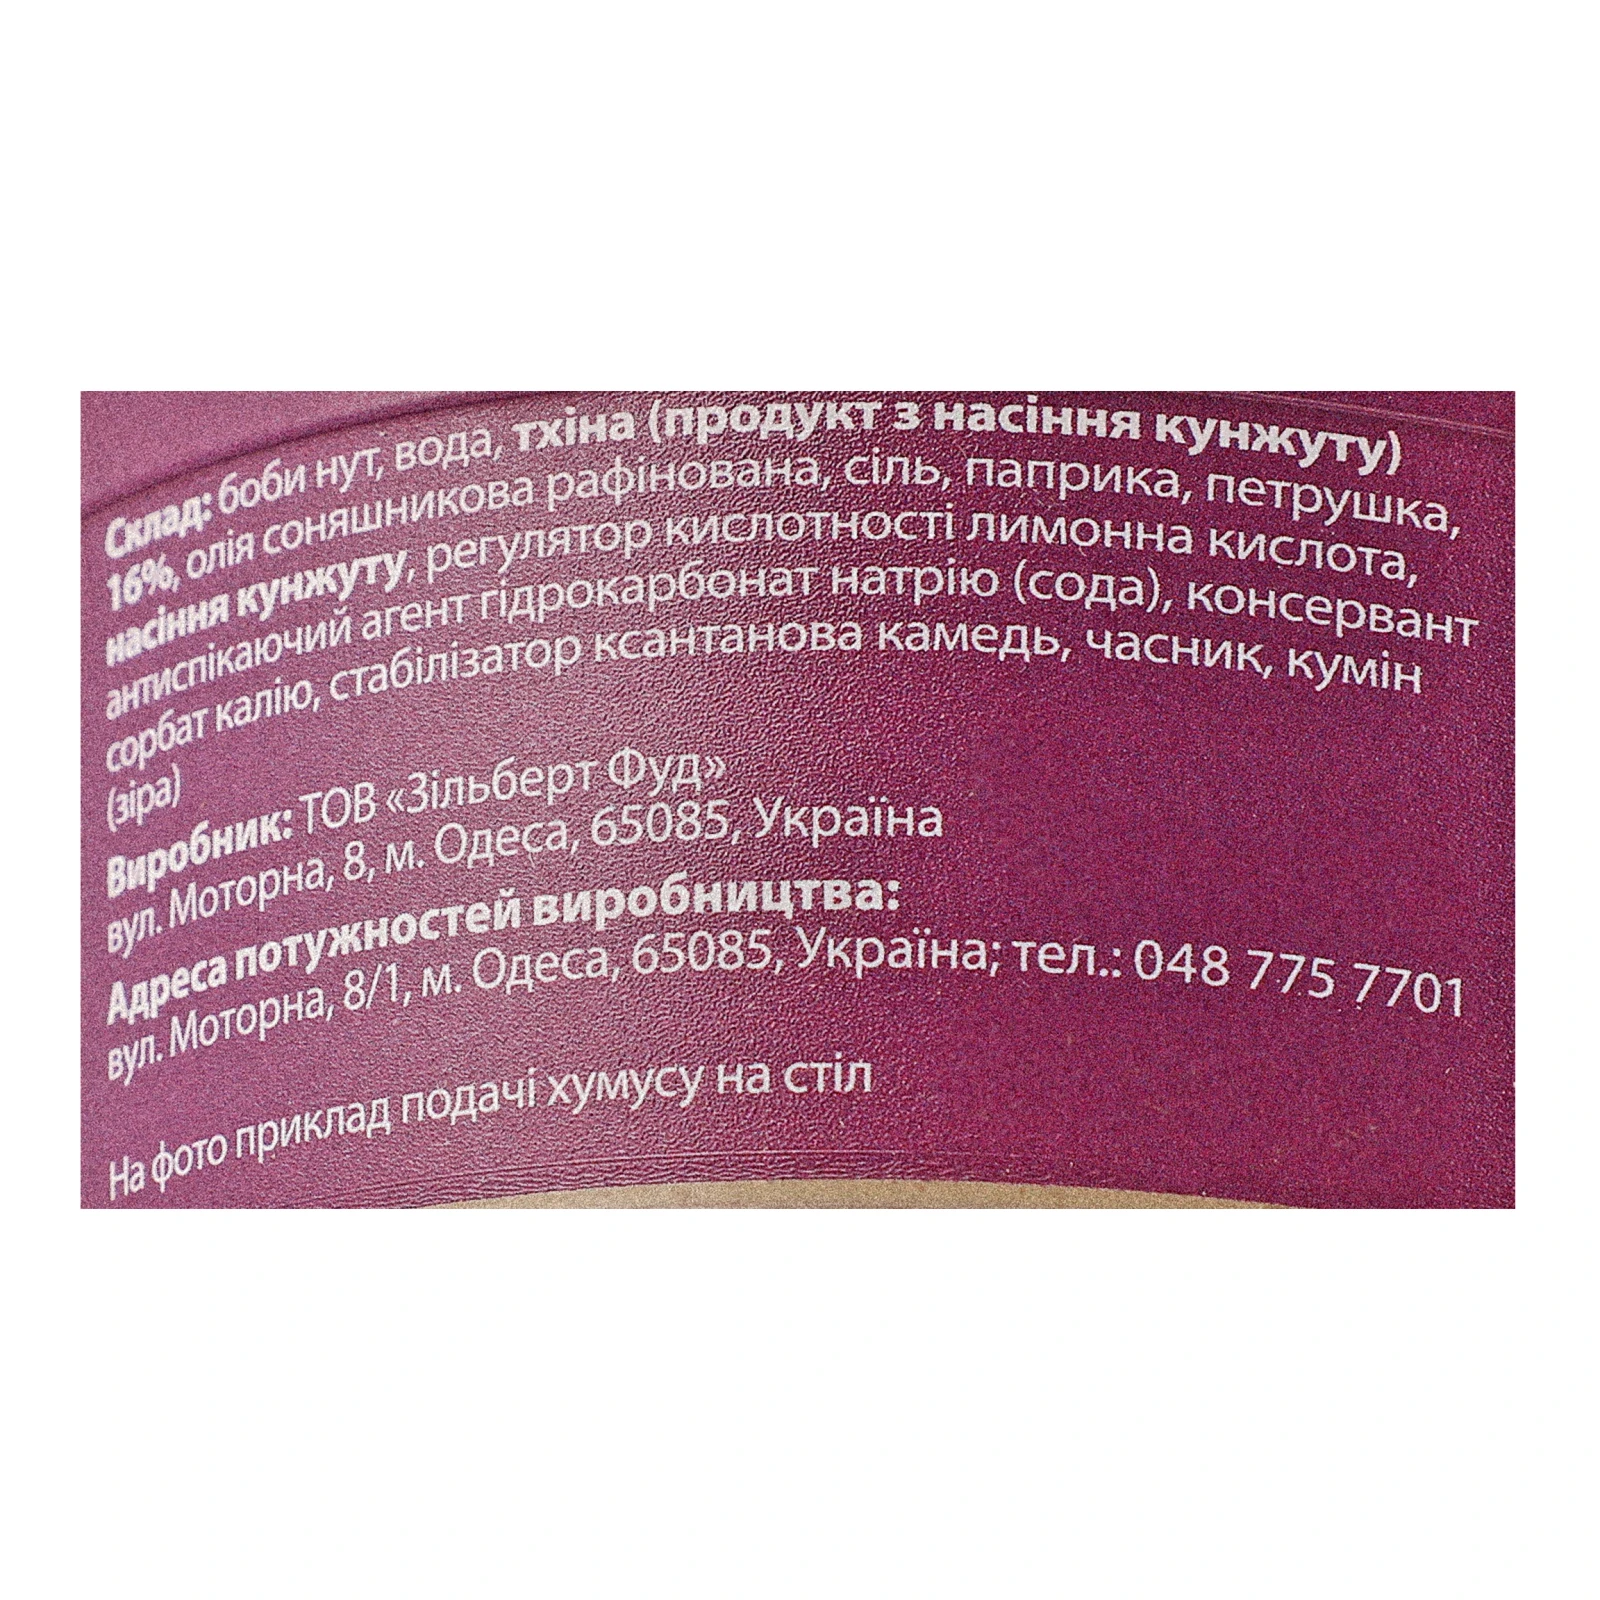 Склад: боби нут, вода, тхіна (продукт з насіння кунжуту)
16%, олія соняшникова рафінована, сіль, паприка, петрушка,
насіння кунжуту, регулятор кислотності лимонна кислота,
антиспікаючий агент гідрокарбонат натрію (сода), консервант
сорбат калію, стабілізатор ксантанова камедь, часник, кумін
(зіра)
Виробник: ТОВ «Зільберт Фуд»
вул. Моторна, 8, м. Одеса, 65085, Україна
Адреса потужностей виробництва:
вул. Моторна, 8/1, м. Одеса, 65085, Україна; тел.: 048 775 7701
На фото приклад подачі хумусу на стіл